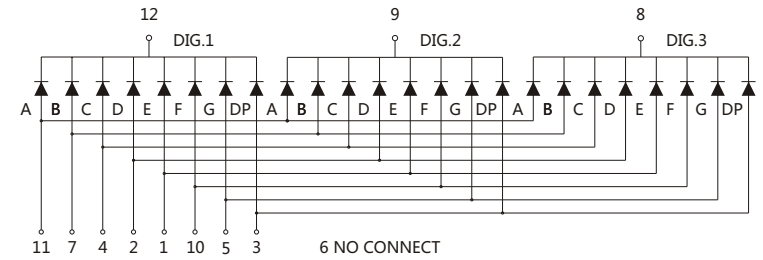 12 9 8
DIG.1 DIG.2 DIG.3
A B C D E F G DP A B C D E F G DP A B C D E F G DP
11 7 4 2 1 10 5 3 6 NO CONNECT